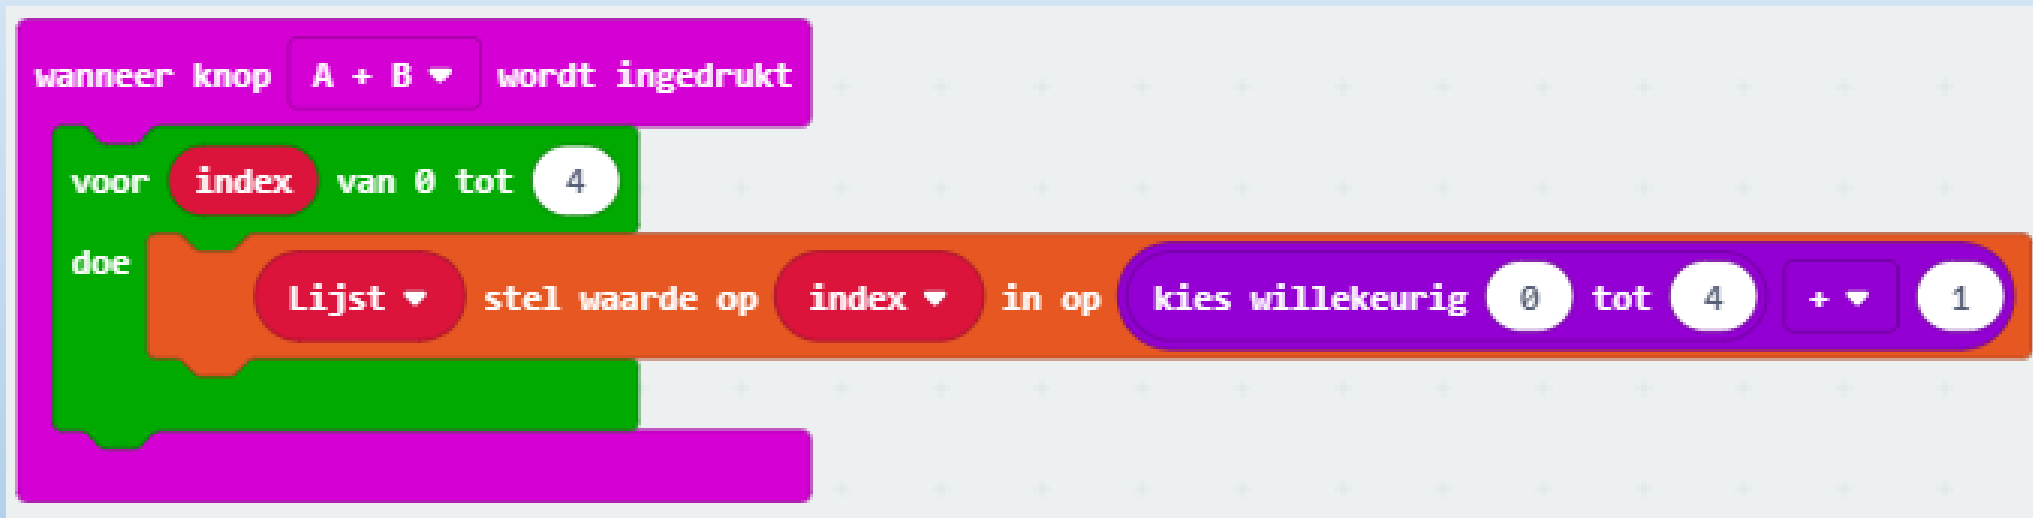 wanneer knop A + B wordt ingedrukt
voor index van 0 tot 4
doe
Lijst stel waarde op index in op kies willekeurig 0 tot 4 + 1